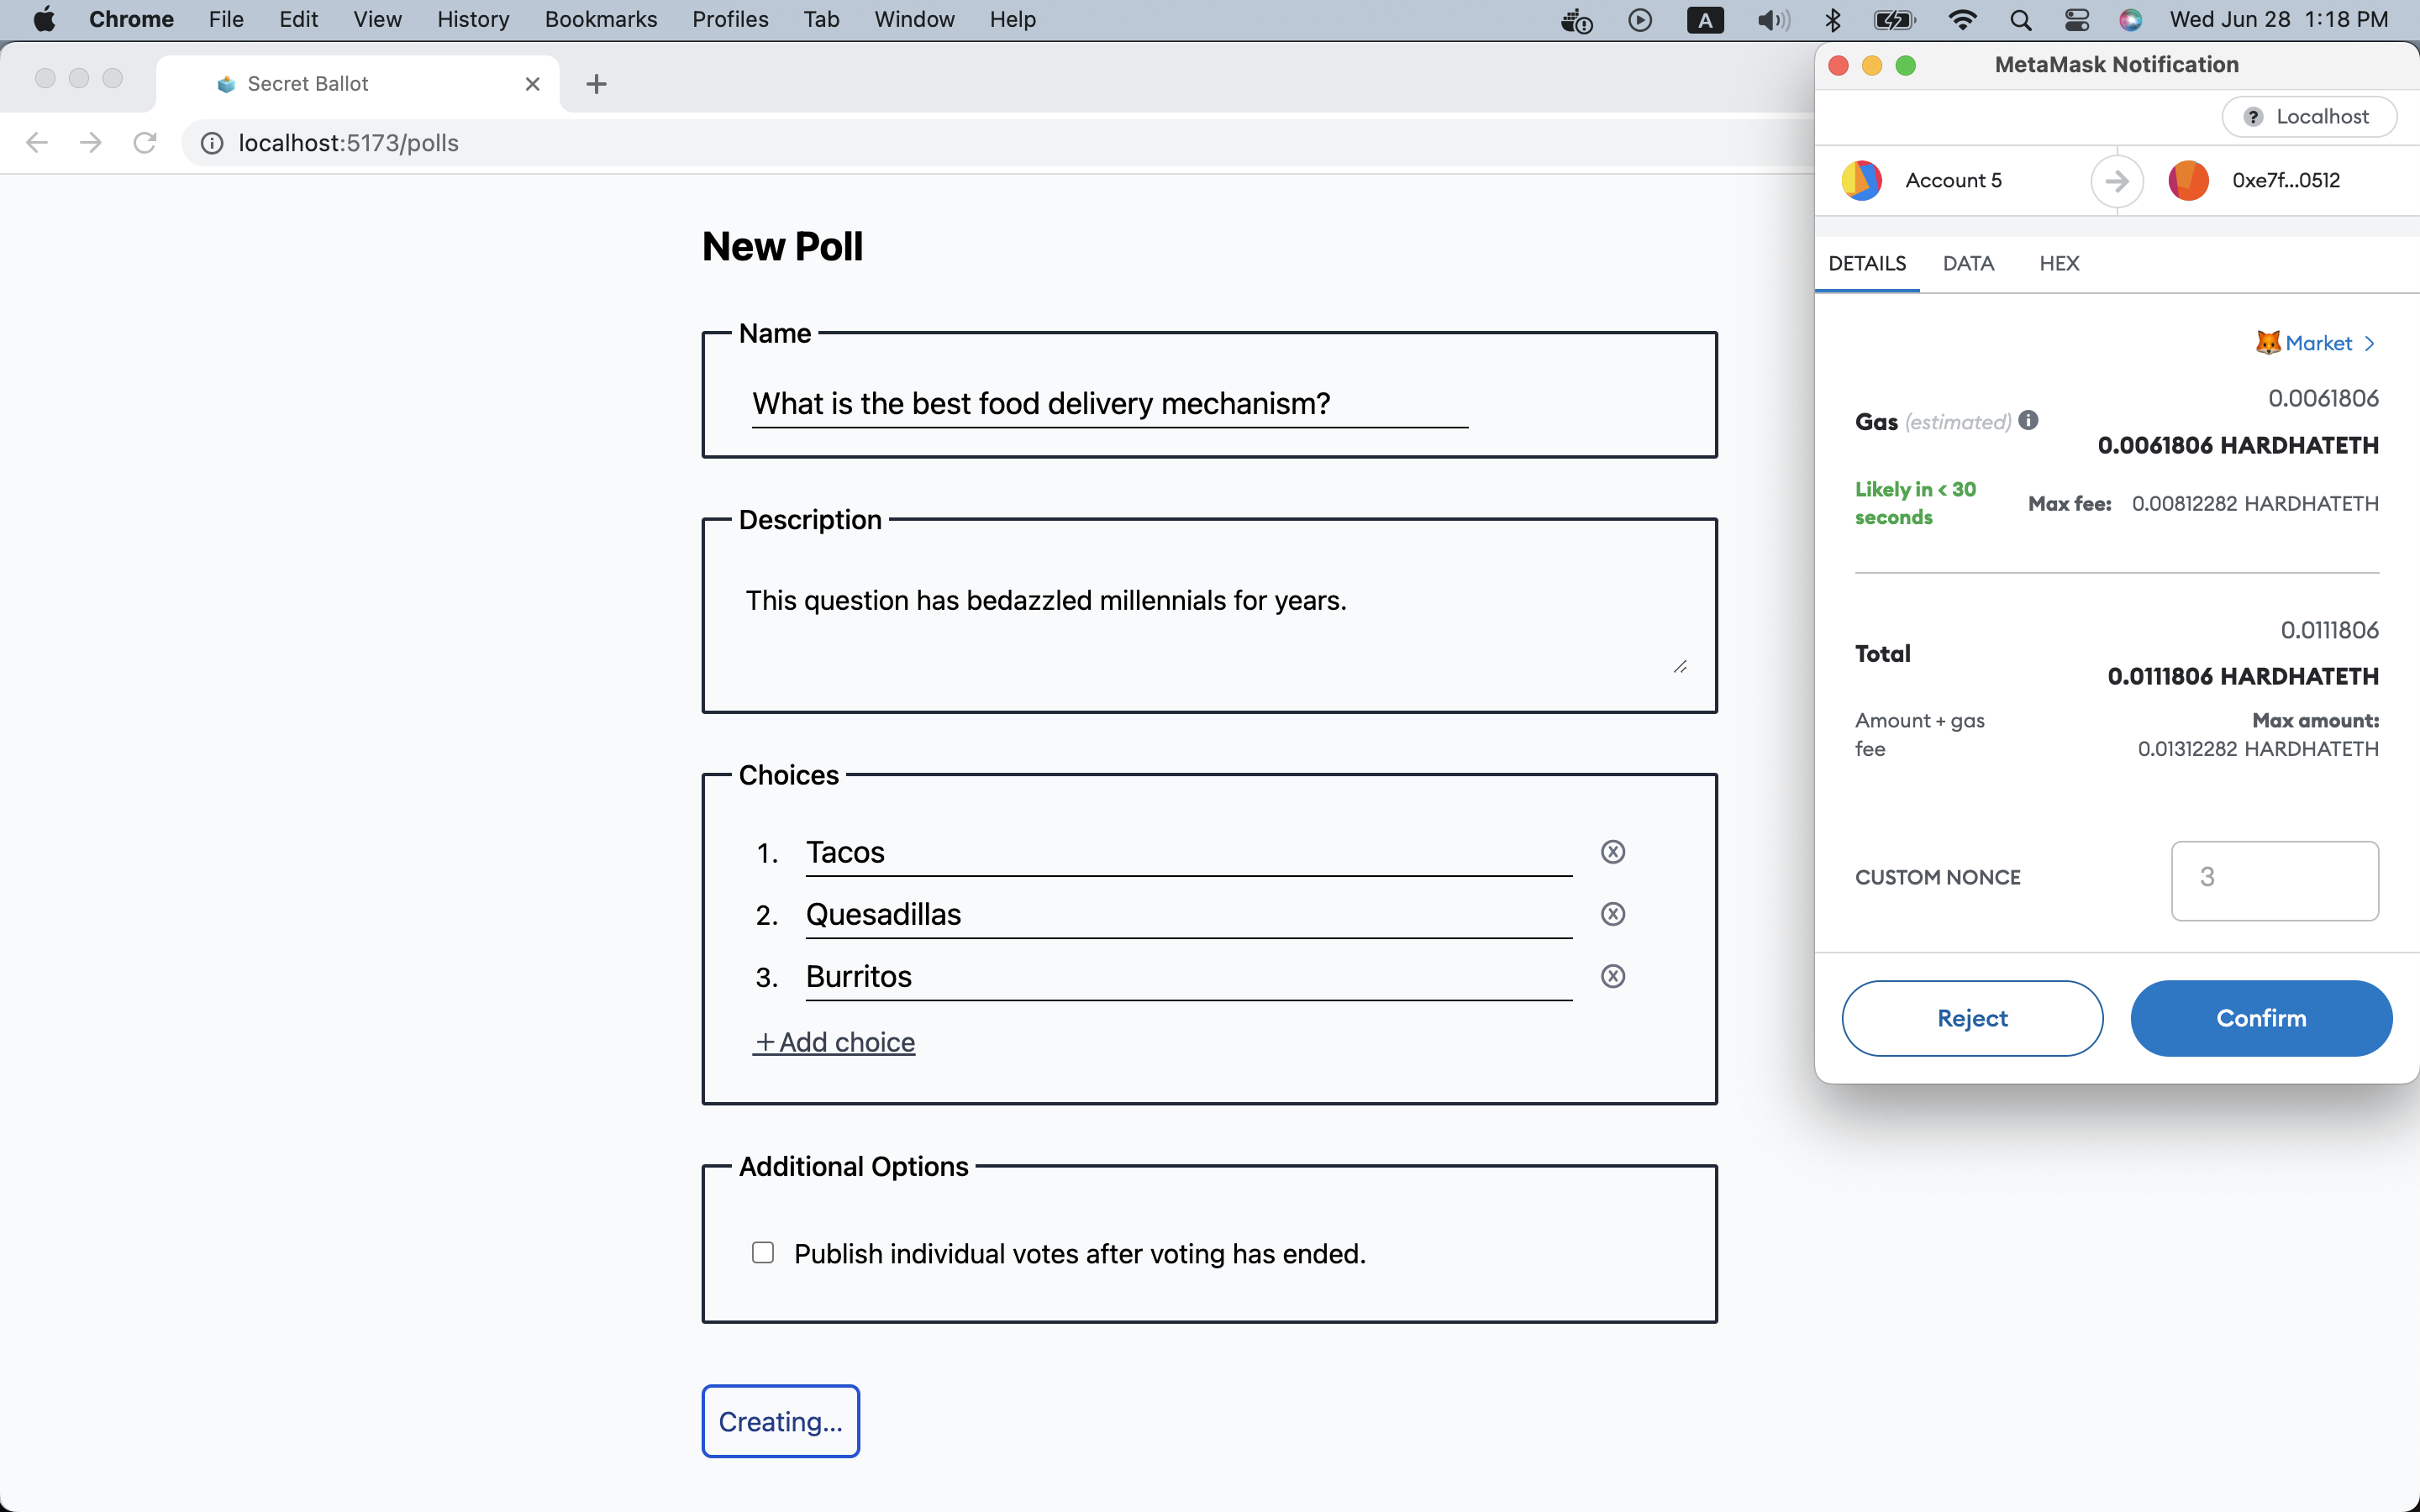 Chrome File Edit View History Bookmarks Profiles Tab Window Help A Wed Jun 28 1:18 PM
Secret Ballot
localhost:5173/polls
New Poll
Name
What is the best food delivery mechanism?
Description
This question has bedazzled millennials for years.
Choices
1. Tacos
2. Quesadillas
3. Burritos
+Add choice
Additional Options
Publish individual votes after voting has ended.
Creating...
MetaMask Notification
? Localhost
Account 5
0xe7f...0512
DETAILS DATA HEX
Market >
0.0061806
Gas (estimated)
0.0061806 HARDHATETH
Likely in < 30
seconds
Max fee: 0.00812282 HARDHATETH
0.0111806
Total
0.0111806 HARDHATETH
Amount + gas
fee
Max amount:
0.01312282 HARDHATETH
CUSTOM NONCE
3
Reject
Confirm